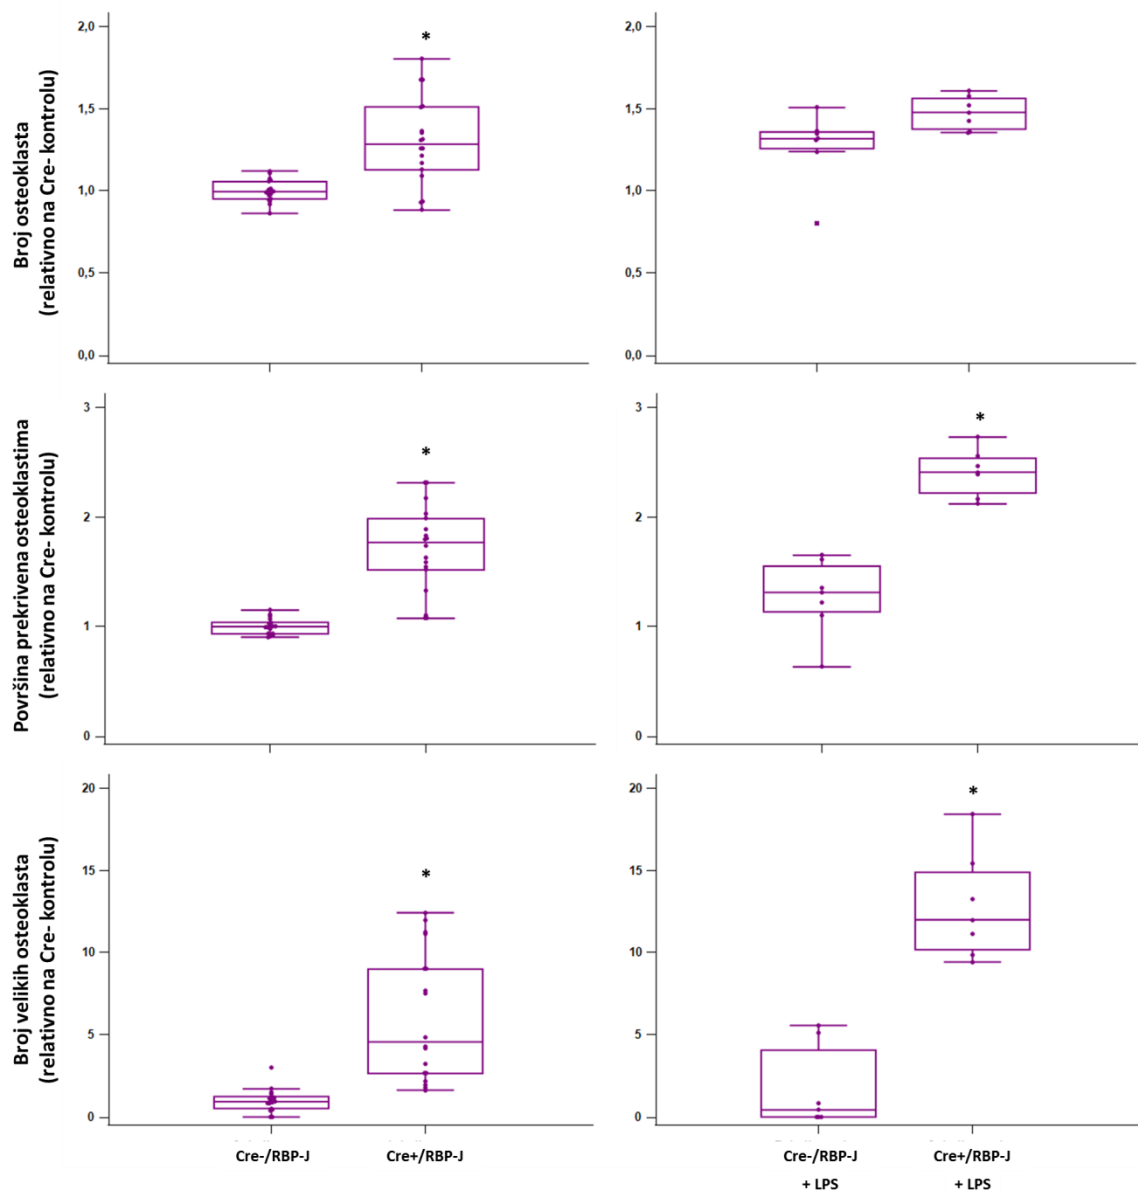 Broj osteoklasta
(relativno na Cre- kontrolu)
2,0
1,5
1,0
0,5
0,0
*
2,0
1,5
1,0
0,5
0,0
Površina prekrivena osteoklastima
(relativno na Cre- kontrolu)
3
2
1
0
*
3
2
1
0
*
Broj velikih osteoklasta
(relativno na Cre- kontrolu)
20
15
10
5
0
*
20
15
10
5
0
*
Cre-/RBP-J
Cre+/RBP-J
Cre-/RBP-J
+ LPS
Cre+/RBP-J
+ LPS